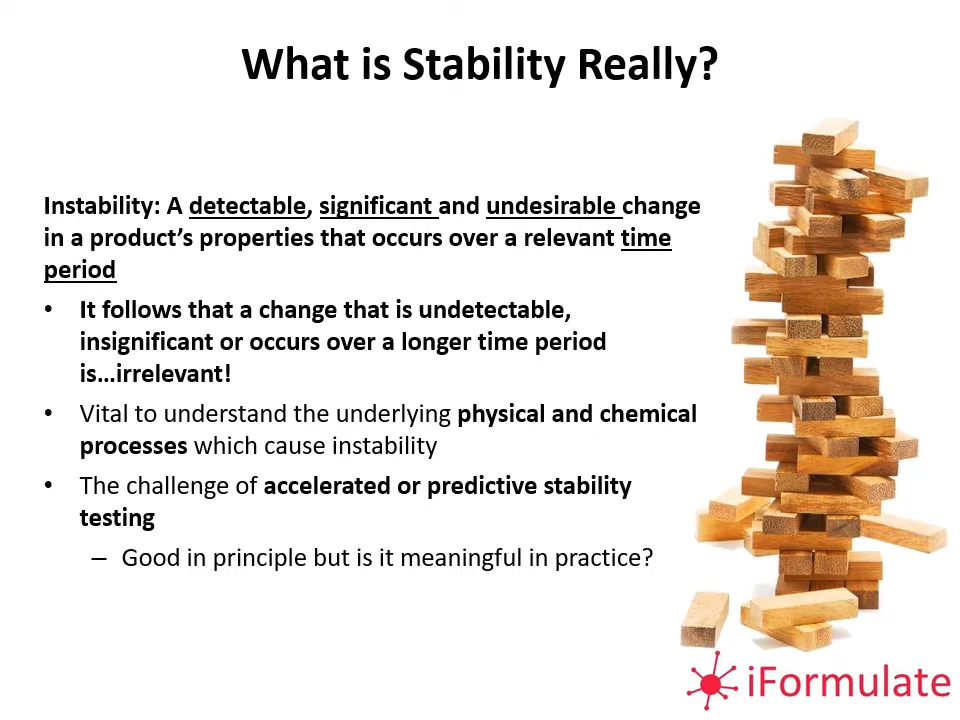 What is Stability Really?
Instability: A detectable, significant and undesirable change
in a product’s properties that occurs over a relevant time
period
• It follows that a change that is undetectable,
insignificant or occurs over a longer time period
is…irrelevant!
• Vital to understand the underlying physical and chemical
processes which cause instability
• The challenge of accelerated or predictive stability
testing
– Good in principle but is it meaningful in practice?
iFormulate